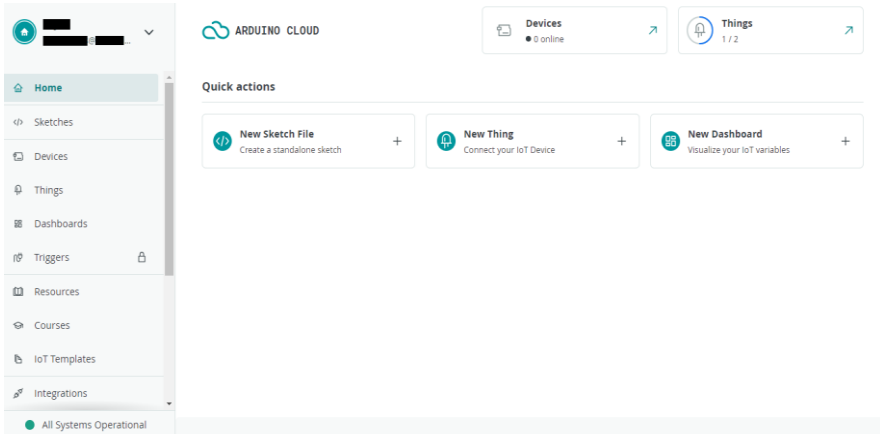 ARDUINO CLOUD
Devices
0 online
Things
1 / 2
Home
Sketches
Devices
Things
Dashboards
Triggers
Resources
Courses
IoT Templates
Integrations
All Systems Operational
Quick actions
New Sketch File
Create a standalone sketch
New Thing
Connect your IoT Device
New Dashboard
Visualize your IoT variables